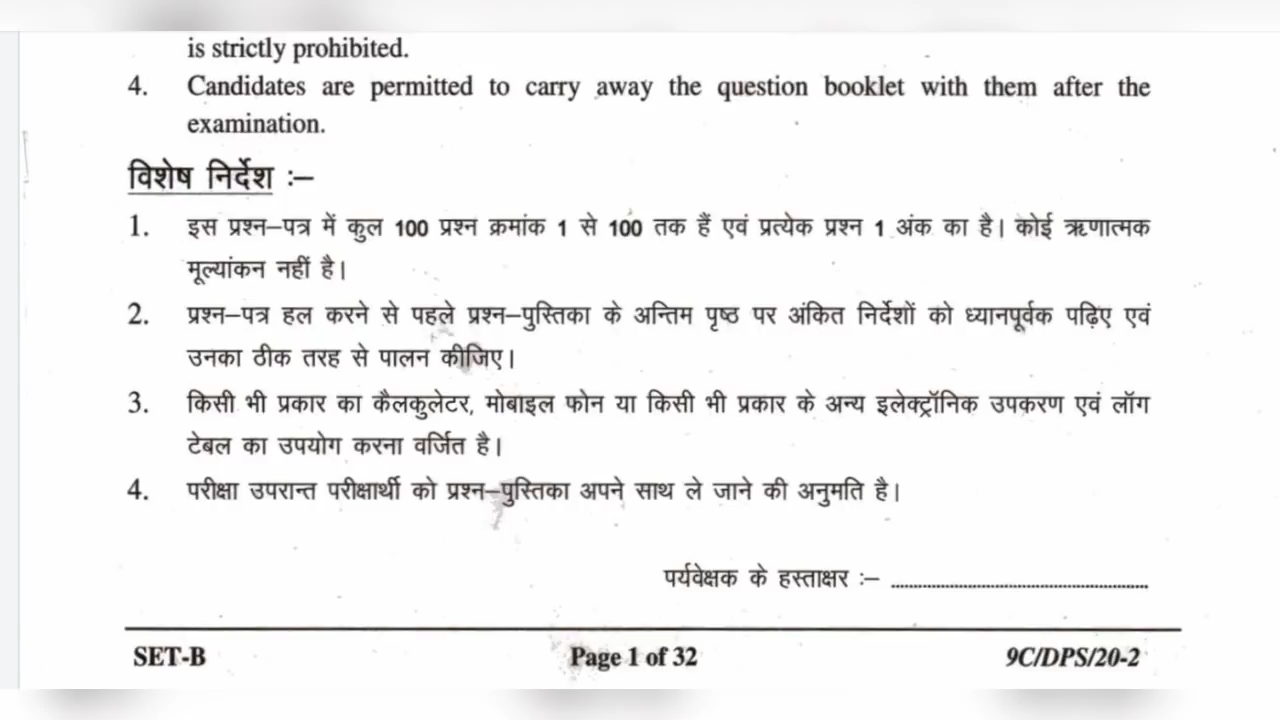 is strictly prohibited.
4. Candidates are permitted to carry away the question booklet with them after the
examination.
विशेष निर्देश :–
1. इस प्रश्न–पत्र में कुल 100 प्रश्न क्रमांक 1 से 100 तक हैं एवं प्रत्येक प्रश्न 1 अंक का है। कोई ऋणात्मक
मूल्यांकन नहीं है।
2. प्रश्न–पत्र हल करने से पहले प्रश्न–पुस्तिका के अन्तिम पृष्ठ पर अंकित निर्देशों को ध्यानपूर्वक पढ़िए एवं
उनका ठीक तरह से पालन कीजिए।
3. किसी भी प्रकार का कैलकुलेटर, मोबाइल फोन या किसी भी प्रकार के अन्य इलेक्ट्रॉनिक उपकरण एवं लॉग
टेबल का उपयोग करना वर्जित है।
4. परीक्षा उपरान्त परीक्षार्थी को प्रश्न–पुस्तिका अपने साथ ले जाने की अनुमति है।
पर्यवेक्षक के हस्ताक्षर :– ........................................
SET-B Page 1 of 32 9C/DPS/20-2